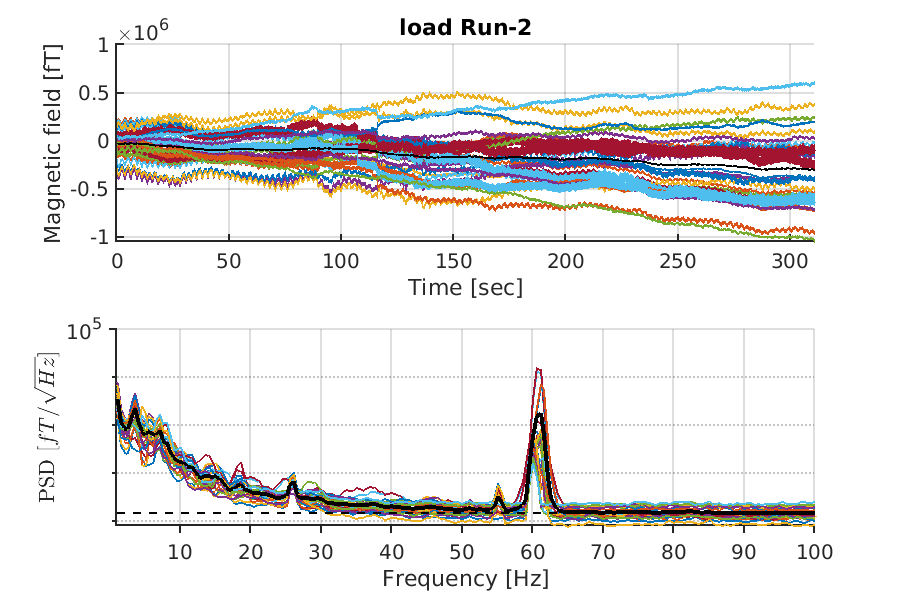 load Run-2
×10^6
Magnetic field [fT]
1
0.5
0
-0.5
-1
0 50 100 150 200 250 300
Time [sec]
PSD [fT/√Hz]
10^5
10 20 30 40 50 60 70 80 90 100
Frequency [Hz]